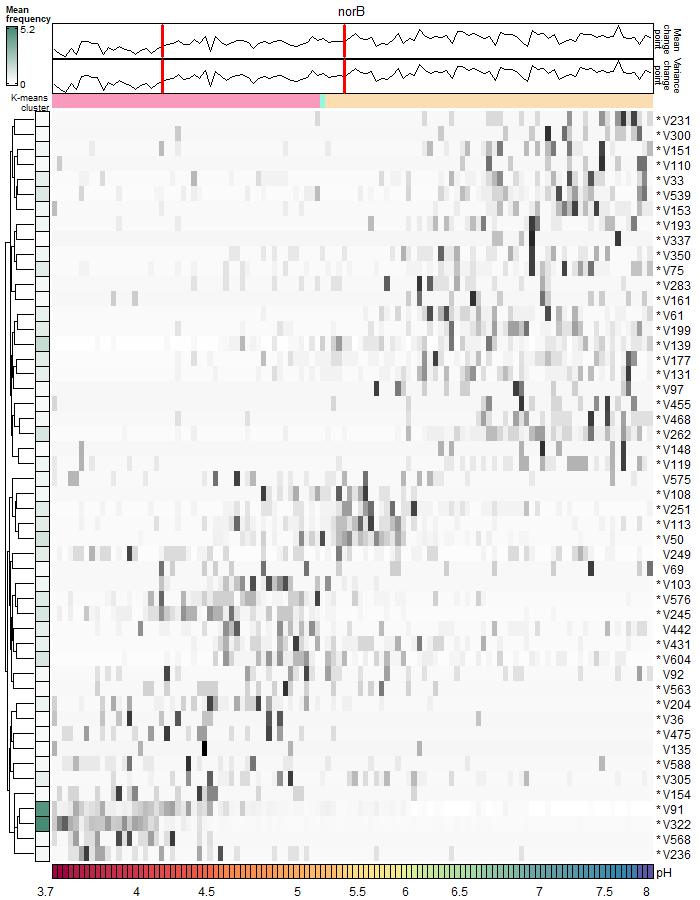 norB
Mean
frequency
5.2
0
Mean
change
point
Variance
change
point
K-means
cluster
* V231
* V300
* V151
* V110
* V33
* V539
* V153
* V193
* V337
* V350
* V75
* V283
* V161
* V61
* V199
* V139
* V177
* V131
* V97
* V455
* V468
* V262
* V148
* V119
V575
* V108
* V251
* V113
* V50
V249
V69
* V103
* V576
* V245
V442
* V431
* V604
V92
* V563
* V204
* V36
* V475
V135
* V588
* V305
* V154
* V91
* V322
* V568
* V236
pH
3.7 4 4.5 5 5.5 6 6.5 7 7.5 8